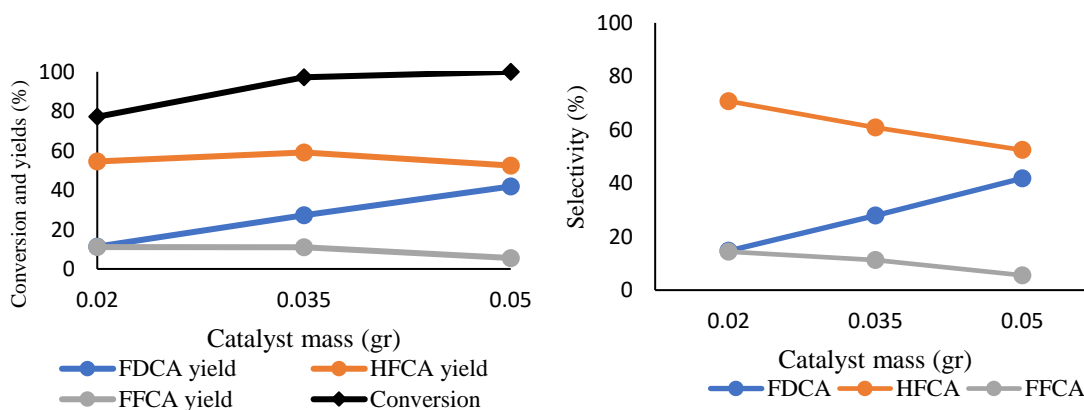 Conversion and yields (%)
100
80
60
40
20
0
0.02 0.035 0.05
Catalyst mass (gr)
FDCA yield HFCA yield
FFCA yield Conversion
Selectivity (%)
100
80
60
40
20
0
0.02 0.035 0.05
Catalyst mass (gr)
FDCA HFCA FFCA